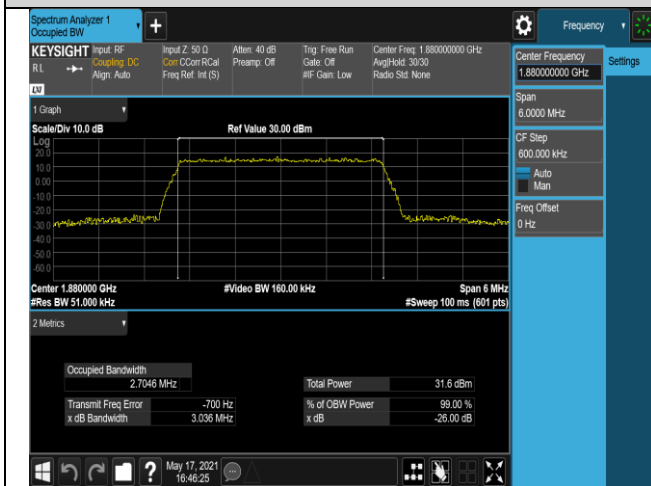 Spectrum Analyzer 1
Occupied BW
+
Frequency
KEYSIGHT Input: RF Input Z: 50 Ω Atten: 40 dB Trig: Free Run Center Freq: 1.880000000 GHz
RL Coupling: DC Corr CCorr RCal Preamp: Off Gate: Off Avg|Hold: 30/30
Align: Auto Freq Ref: Int (S) #IF Gain: Low Radio Std: None
LXI
Center Frequency
1.880000000 GHz
Settings
Span
6.0000 MHz
CF Step
600.000 kHz
Auto
Man
Freq Offset
0 Hz
1 Graph
Scale/Div 10.0 dB Ref Value 30.00 dBm
Log
20.0
10.0
0.00
-10.0
-20.0
-30.0
-40.0
-50.0
-60.0
Center 1.880000 GHz #Video BW 160.00 kHz Span 6 MHz
#Res BW 51.000 kHz #Sweep 100 ms (601 pts)
2 Metrics
Occupied Bandwidth
2.7046 MHz Total Power 31.6 dBm
Transmit Freq Error -700 Hz % of OBW Power 99.00 %
x dB Bandwidth 3.036 MHz x dB -26.00 dB
? May 17, 2021
16:46:25